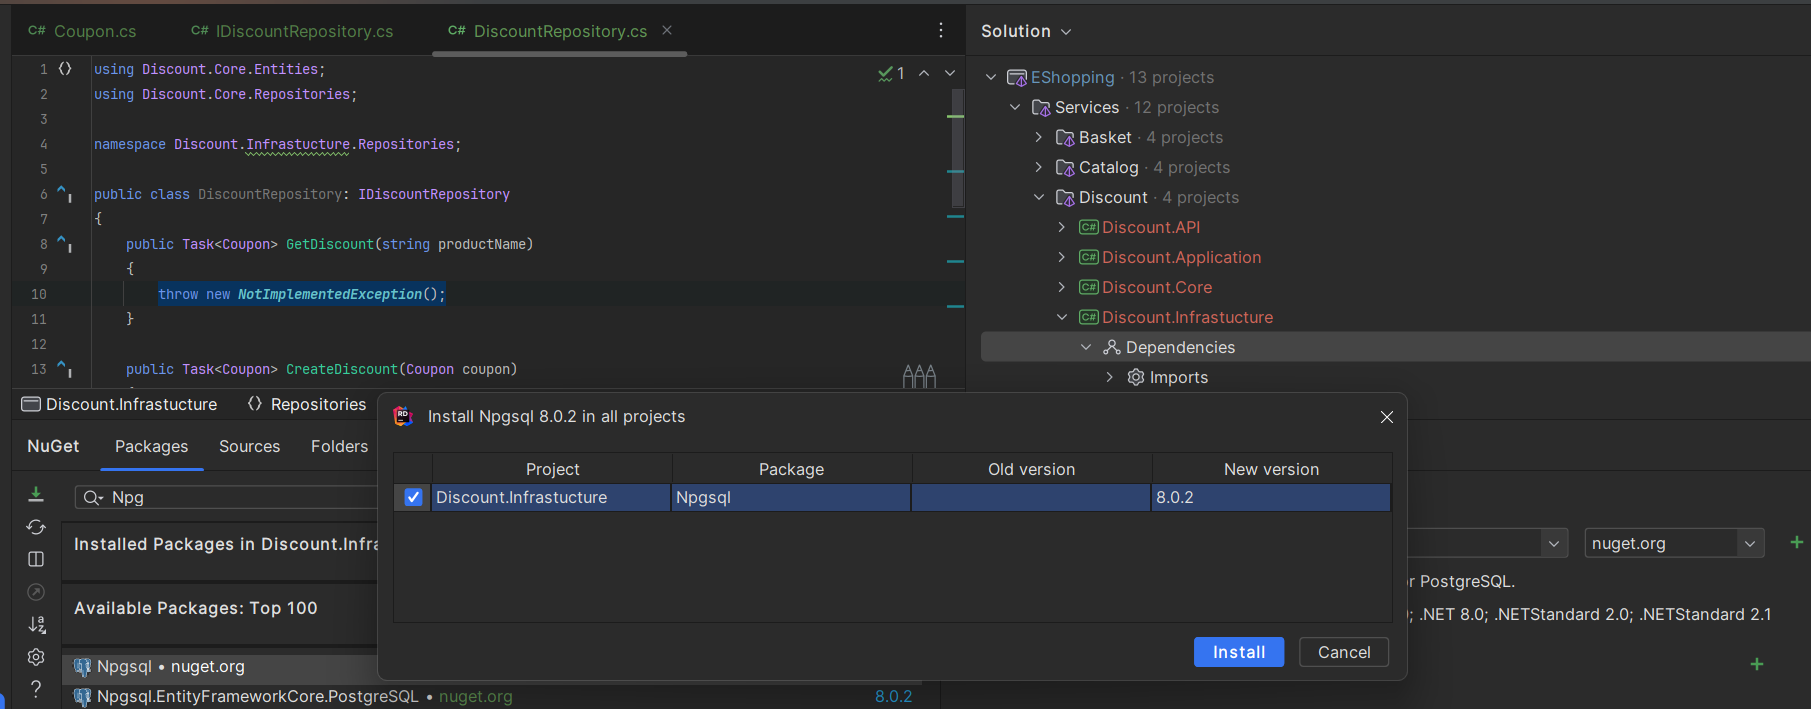 C# Coupon.cs
C# IDiscountRepository.cs
C# DiscountRepository.cs
1 using Discount.Core.Entities;
2 using Discount.Core.Repositories;
3
4 namespace Discount.Infrastucture.Repositories;
5
6 public class DiscountRepository: IDiscountRepository
7 {
8 public Task<Coupon> GetDiscount(string productName)
9 {
10 throw new NotImplementedException();
11 }
12
13 public Task<Coupon> CreateDiscount(Coupon coupon)
1
Solution
EShopping · 13 projects
Services · 12 projects
Basket · 4 projects
Catalog · 4 projects
Discount · 4 projects
C# Discount.API
C# Discount.Application
C# Discount.Core
C# Discount.Infrastucture
Dependencies
Imports
Discount.Infrastucture
Repositories
NuGet
Packages
Sources
Folders
Npg
Installed Packages in Discount.Infra
Available Packages: Top 100
Npgsql • nuget.org
Npgsql.EntityFrameworkCore.PostgreSQL • nuget.org 8.0.2
RD
Install Npgsql 8.0.2 in all projects
Project Package Old version New version
Discount.Infrastucture Npgsql 8.0.2
Install
Cancel
nuget.org
or PostgreSQL.
; .NET 8.0; .NETStandard 2.0; .NETStandard 2.1